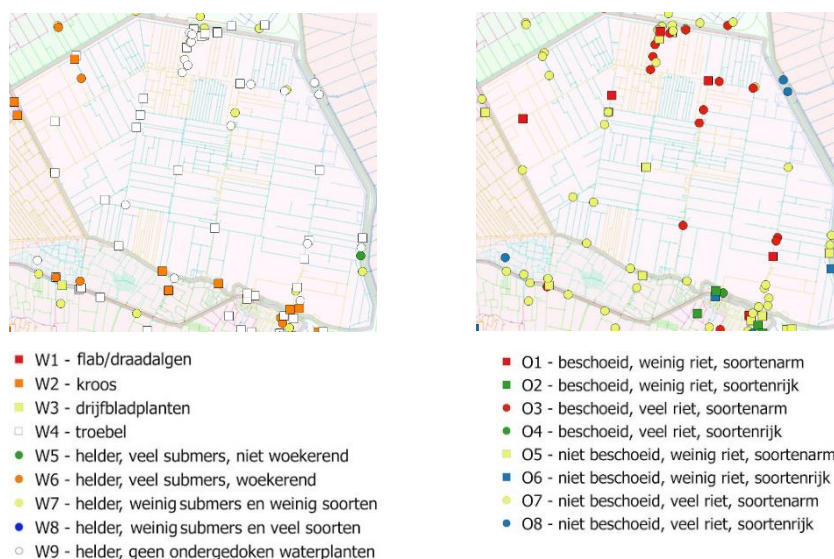 W1 - flab/draadalgen
W2 - kroos
W3 - drijfbladplanten
W4 - troebel
W5 - helder, veel submers, niet woekerend
W6 - helder, veel submers, woekerend
W7 - helder, weinig submers en weinig soorten
W8 - helder, weinig submers en veel soorten
W9 - helder, geen ondergedoken waterplanten
O1 - beschoeid, weinig riet, soortenarm
O2 - beschoeid, weinig riet, soortenrijk
O3 - beschoeid, veel riet, soortenarm
O4 - beschoeid, veel riet, soortenrijk
O5 - niet beschoeid, weinig riet, soortenarm
O6 - niet beschoeid, weinig riet, soortenrijk
O7 - niet beschoeid, veel riet, soortenarm
O8 - niet beschoeid, veel riet, soortenrijk